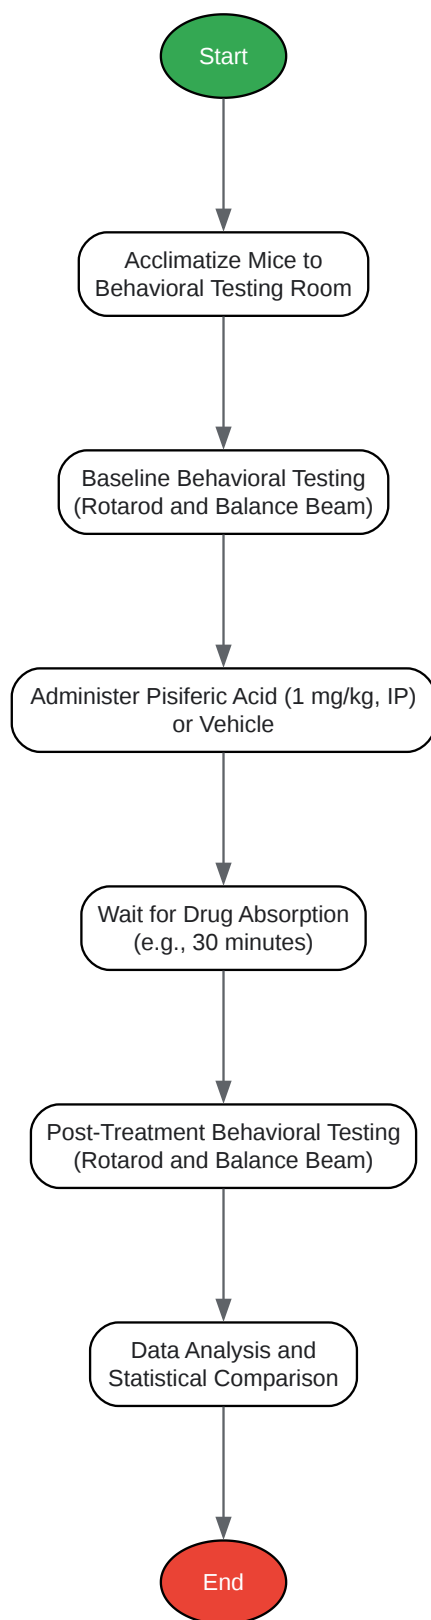 Start
Acclimatize Mice to
Behavioral Testing Room
Baseline Behavioral Testing
(Rotarod and Balance Beam)
Administer Pisiferic Acid (1 mg/kg, IP)
or Vehicle
Wait for Drug Absorption
(e.g., 30 minutes)
Post-Treatment Behavioral Testing
(Rotarod and Balance Beam)
Data Analysis and
Statistical Comparison
End